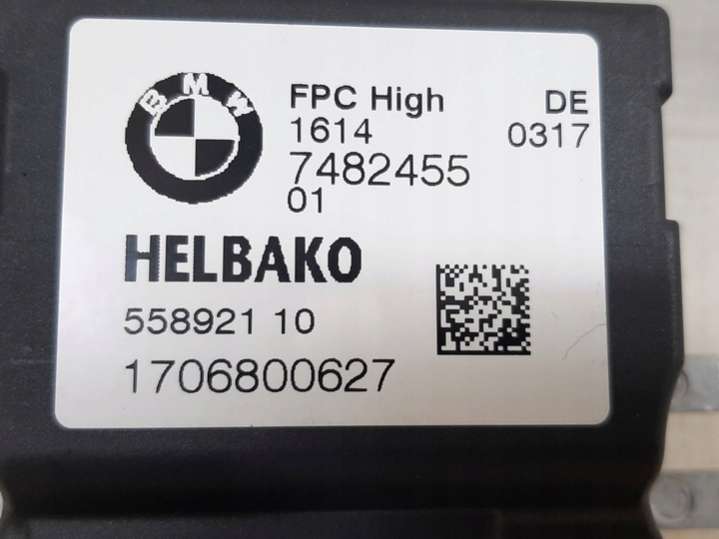 BMW
FPC High DE
1614 0317
7482455
01
HELBAKO
558921 10
1706800627